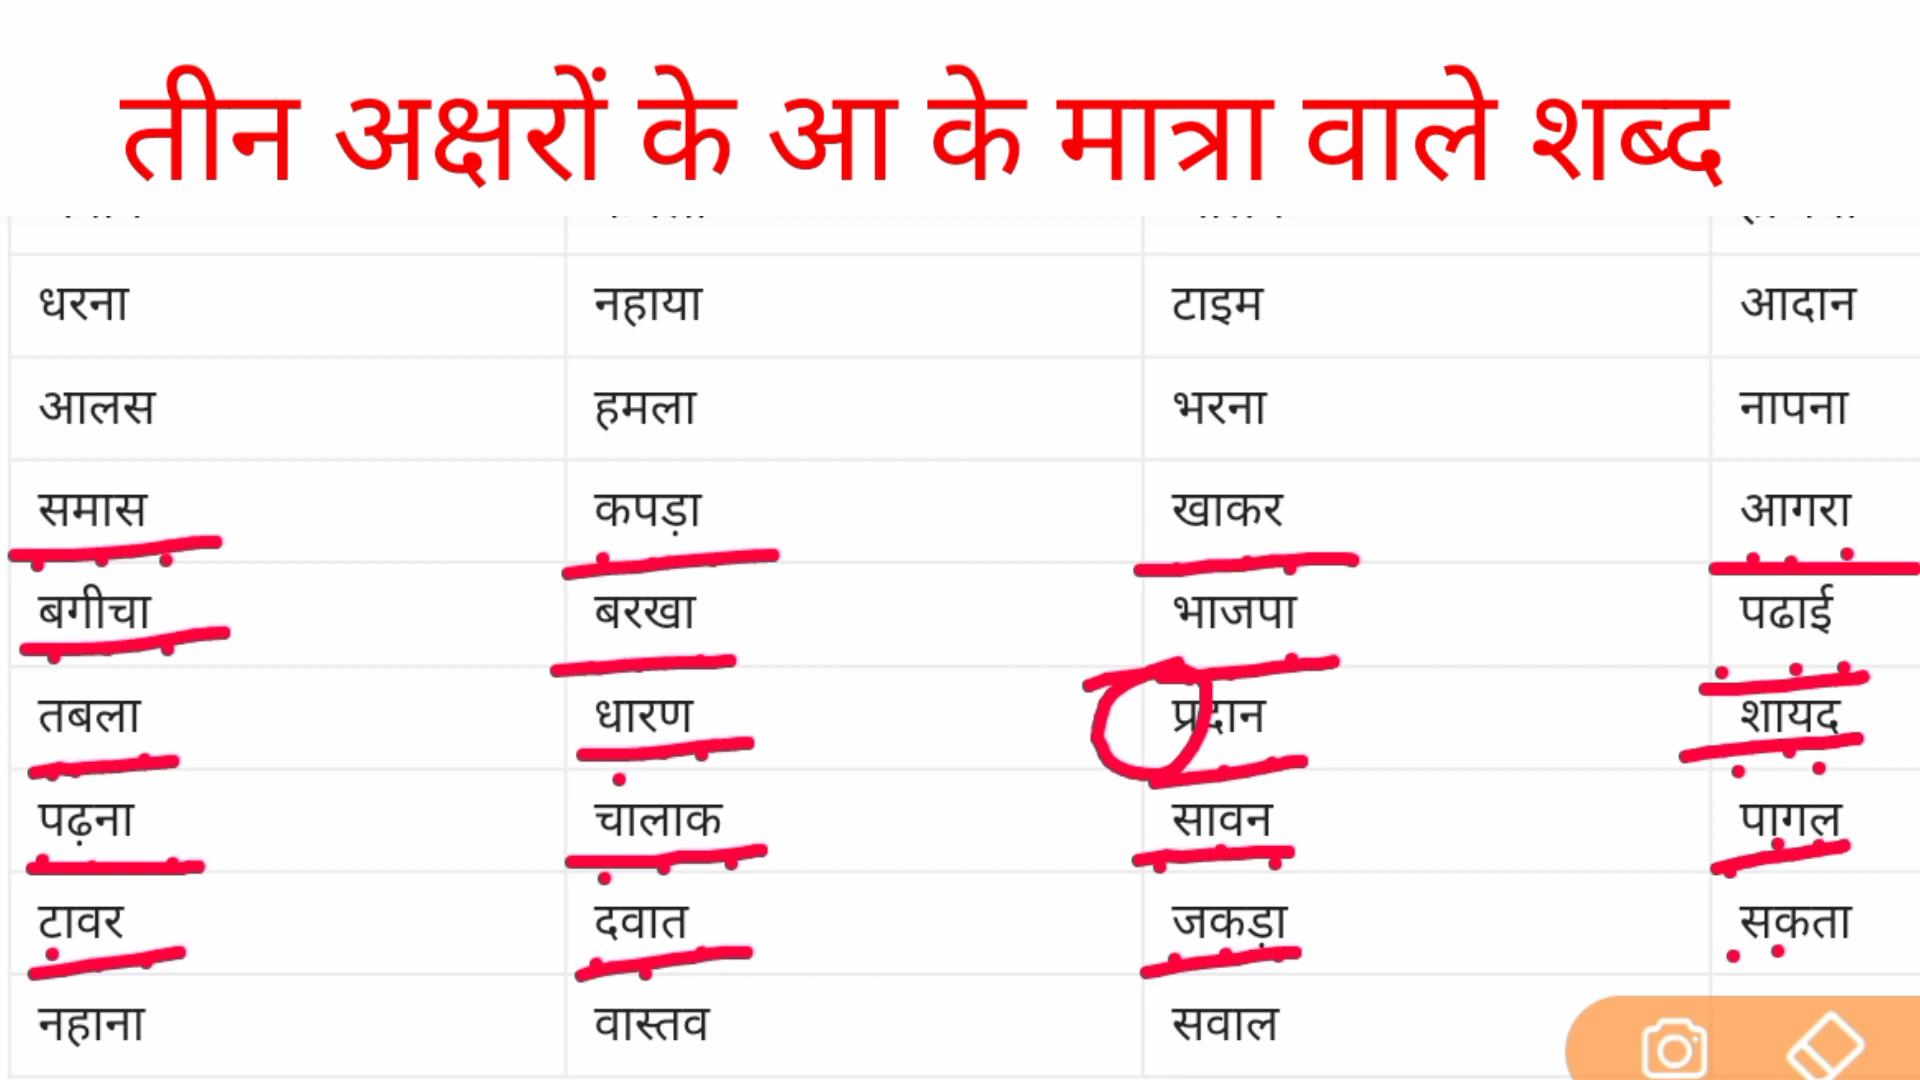 तीन अक्षरों के आ के मात्रा वाले शब्द
धरना नहाया टाइम आदान
आलस हमला भरना नापना
समास कपड़ा खाकर आगरा
बगीचा बरखा भाजपा पढाई
तबला धारण प्रदान शायद
पढ़ना चालाक सावन पागल
टावर दवात जकड़ा सकता
नहाना वास्तव सवाल